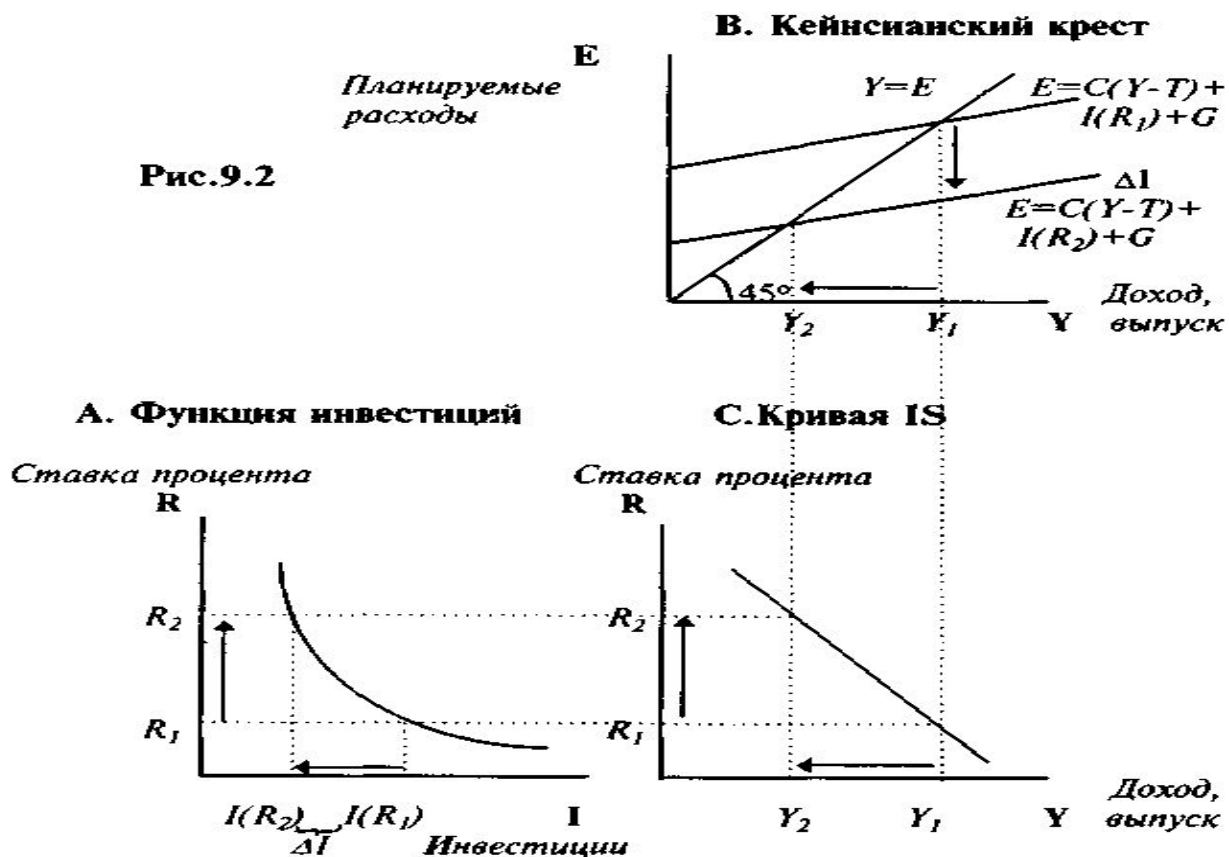 В. Кейнсианский крест
E
Планируемые
расходы
Y=E
E=C(Y-T)+
I(R₁)+G
Рис.9.2
ΔI
E=C(Y-T)+
I(R₂)+G
45°
Y₂
Y₁
Y
Доход,
выпуск
А. Функция инвестиций
С.Кривая IS
Ставка процента
Ставка процента
R
R
R₂
R₂
R₁
R₁
I(R₂)
I(R₁)
I
ΔI
Инвестиции
Y₂
Y₁
Y
Доход,
выпуск